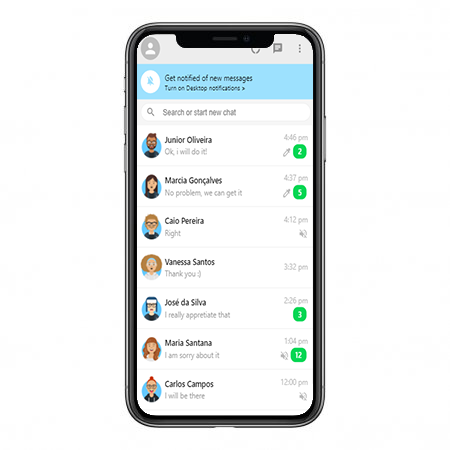 Get notified of new messages
Turn on Desktop notifications >
Search or start new chat
Junior Oliveira
4:46 pm
Ok, i will do it!
2
Marcia Gonçalves
4:37 pm
No problem, we can get it
5
Caio Pereira
4:12 pm
Right
Vanessa Santos
3:32 pm
Thank you :)
José da Silva
2:26 pm
I really appretiate that
3
Maria Santana
1:04 pm
I am sorry about it
12
Carlos Campos
12:00 pm
I will be there